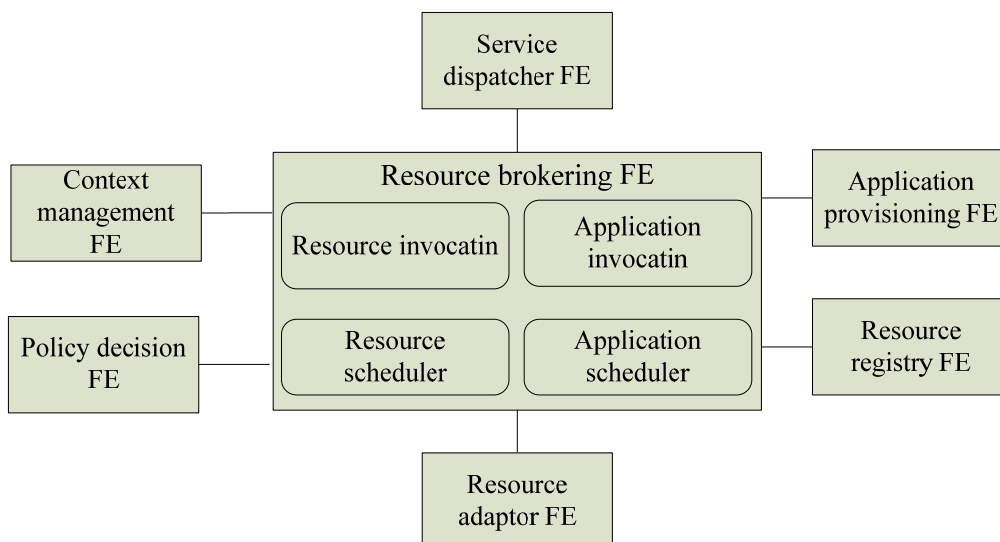 Service
dispatcher FE
Resource brokering FE
Context
management
FE
Application
provisioning FE
Resource invocatin
Application
invocatin
Policy decision
FE
Resource
scheduler
Application
scheduler
Resource
registry FE
Resource
adaptor FE